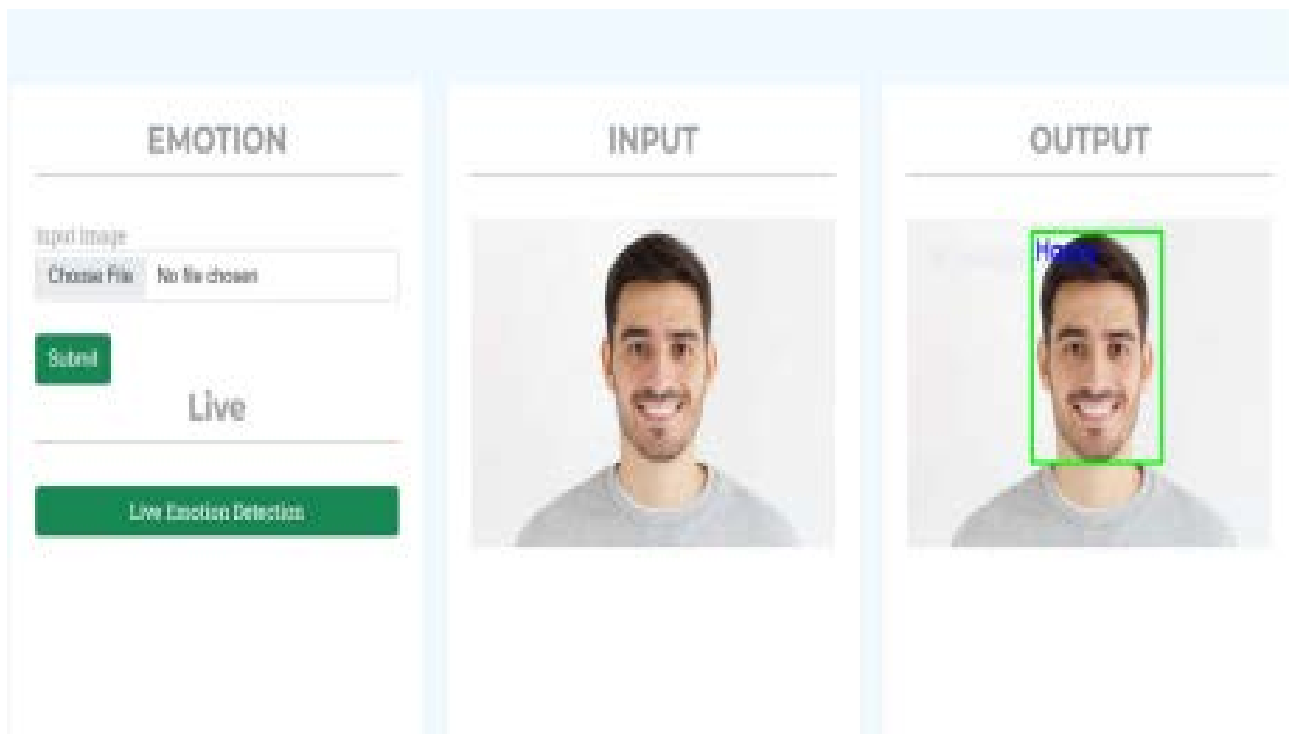 EMOTION
Input Image
Choose File No file chosen
Submit
Live
Live Emotion Detection
INPUT
OUTPUT
Happy